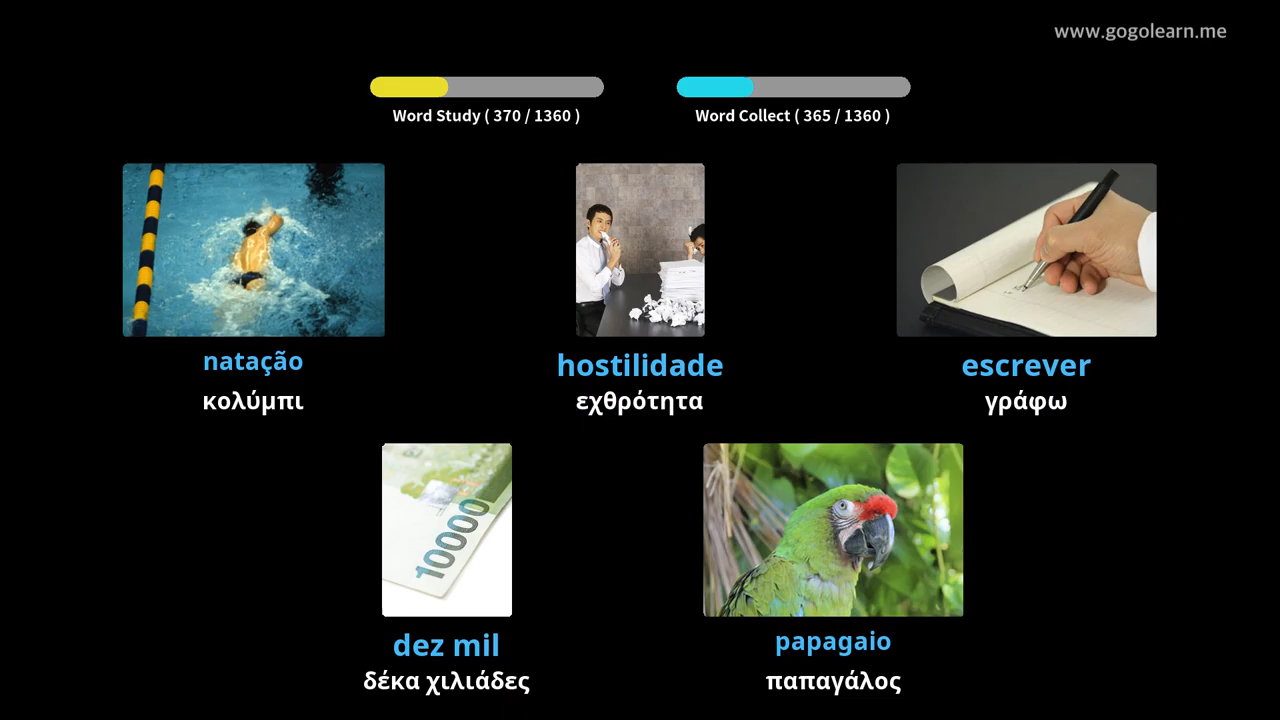 www.gogolearn.me
Word Study ( 370 / 1360 )
Word Collect ( 365 / 1360 )
natação
κολύμπι
hostilidade
εχθρότητα
escrever
γράφω
10000
dez mil
δέκα χιλιάδες
papagaio
παπαγάλος